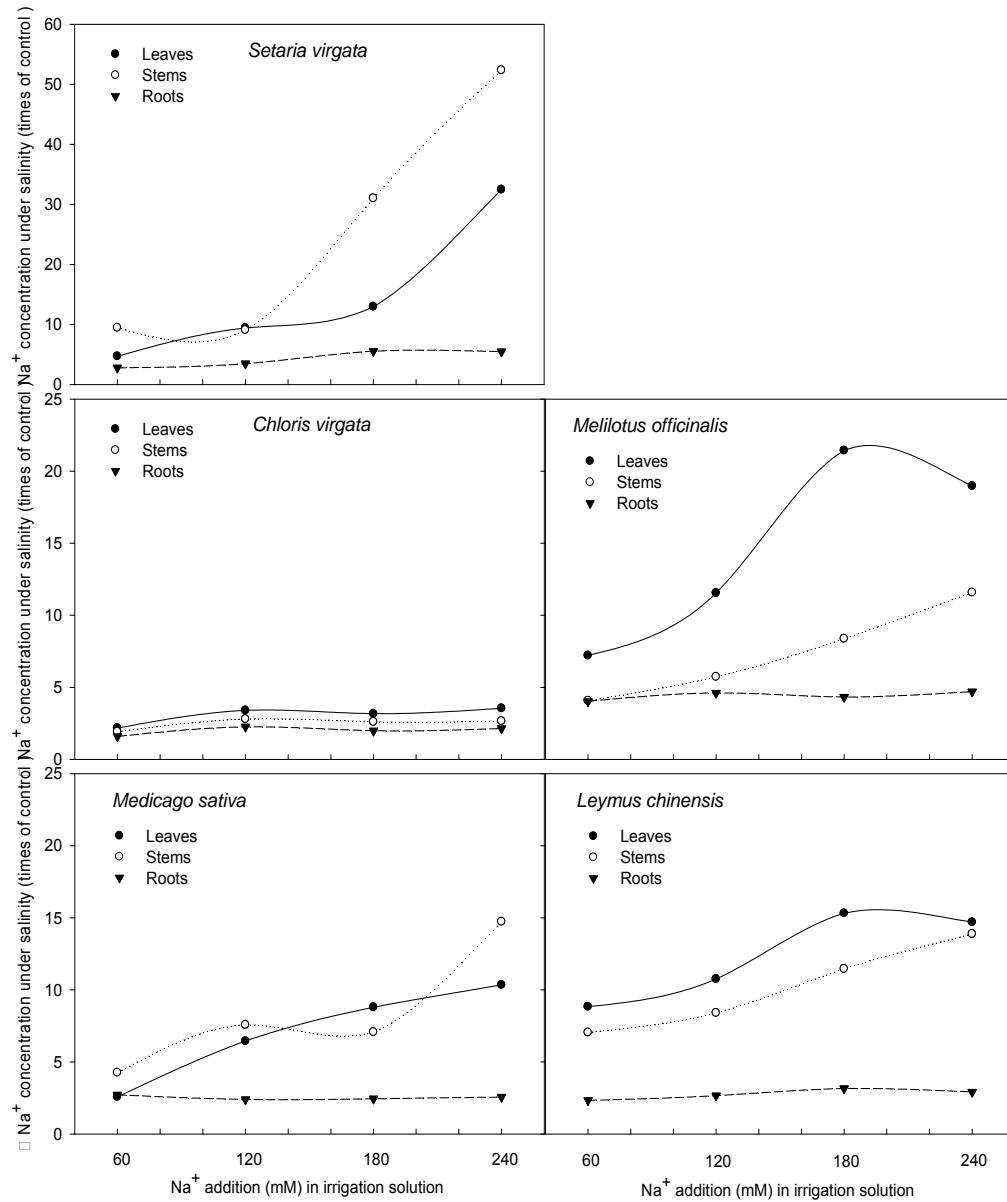 60
50
40
30
20
10
0
Setaria virgata
Leaves
Stems
Roots
Na+ concentration under salinity (times of control )
25
20
15
10
5
0
Chloris virgata
Leaves
Stems
Roots
Na+ concentration under salinity (times of control )
Melilotus officinalis
Leaves
Stems
Roots
25
20
15
10
5
0
Medicago sativa
Leaves
Stems
Roots
□ Na+ concentration under salinity (times of control )
60 120 180 240
Na+ addition (mM) in irrigation solution
Leymus chinensis
Leaves
Stems
Roots
60 120 180 240
Na+ addition (mM) in irrigation solution